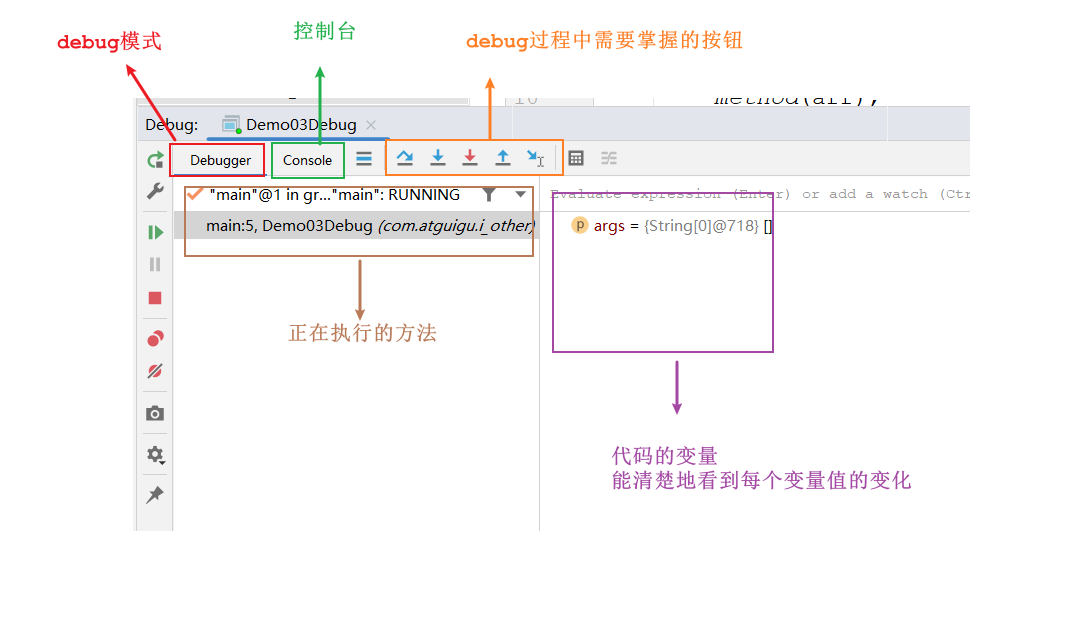 控制台
debug模式
debug过程中需要掌握的按钮
10
method(arr);
Debug: Demo03Debug
Debugger Console
"main"@1 in gr..."main": RUNNING
Evaluate expression (Enter) or add a watch (Ctr
main:5, Demo03Debug (com.atguigu.i_other)
p args = {String[0]@718} []
正在执行的方法
代码的变量
能清楚地看到每个变量值的变化